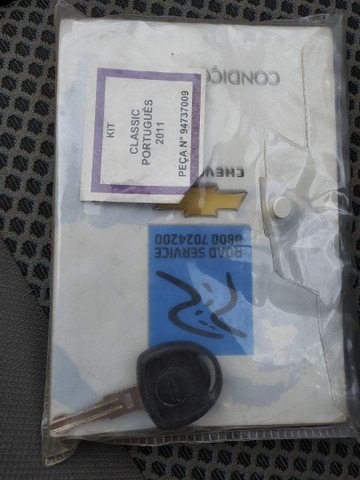 KIT
CLASSIC
PORTUGUÊS
2011
PEÇA Nº 94737009
CONDIÇ
CHEV
ROAD SERVICE
0800 7024200